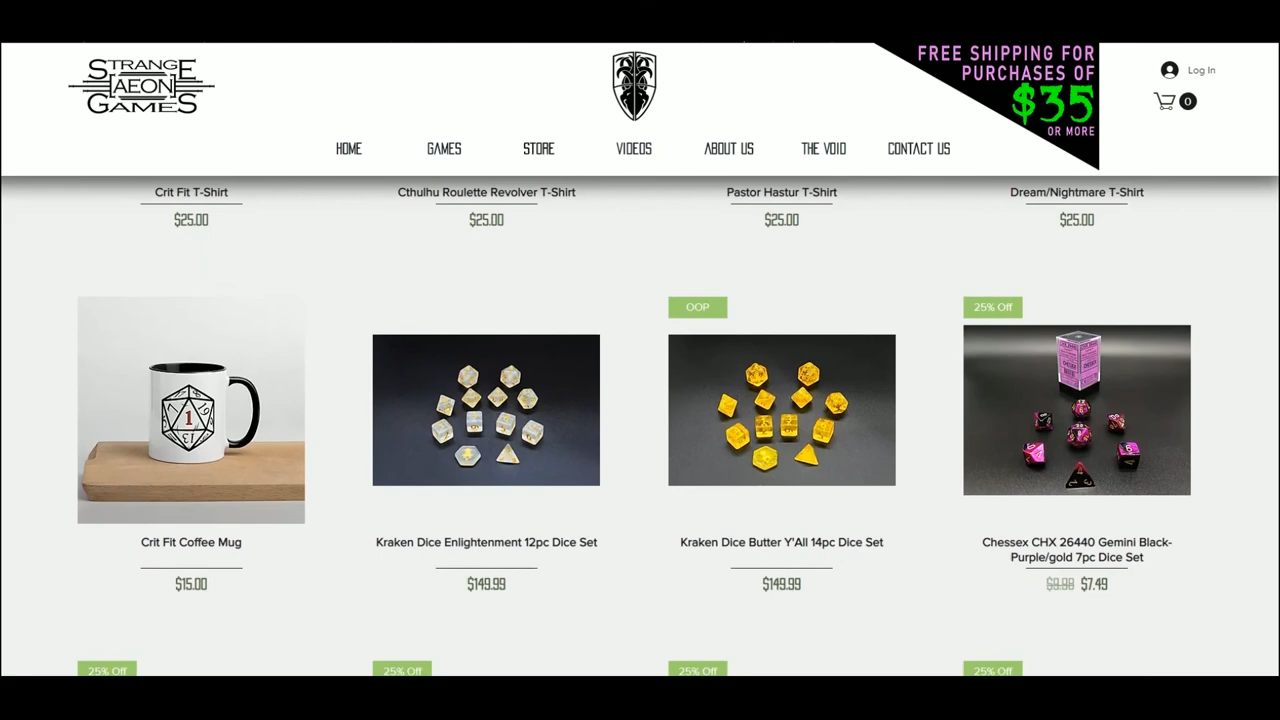 STRANGE
AEON
GAMES
FREE SHIPPING FOR
PURCHASES OF
$35
OR MORE
Log In
0
HOME GAMES STORE VIDEOS ABOUT US THE VOID CONTACT US
Crit Fit T-Shirt
$25.00
Cthulhu Roulette Revolver T-Shirt
$25.00
Pastor Hastur T-Shirt
$25.00
Dream/Nightmare T-Shirt
$25.00
1
Crit Fit Coffee Mug
$15.00
Kraken Dice Enlightenment 12pc Dice Set
$149.99
OOP
Kraken Dice Butter Y'All 14pc Dice Set
$149.99
25% Off
Chessex CHX 26440 Gemini Black-
Purple/gold 7pc Dice Set
$9.98 $7.49
25% Off
25% Off
25% Off
25% Off